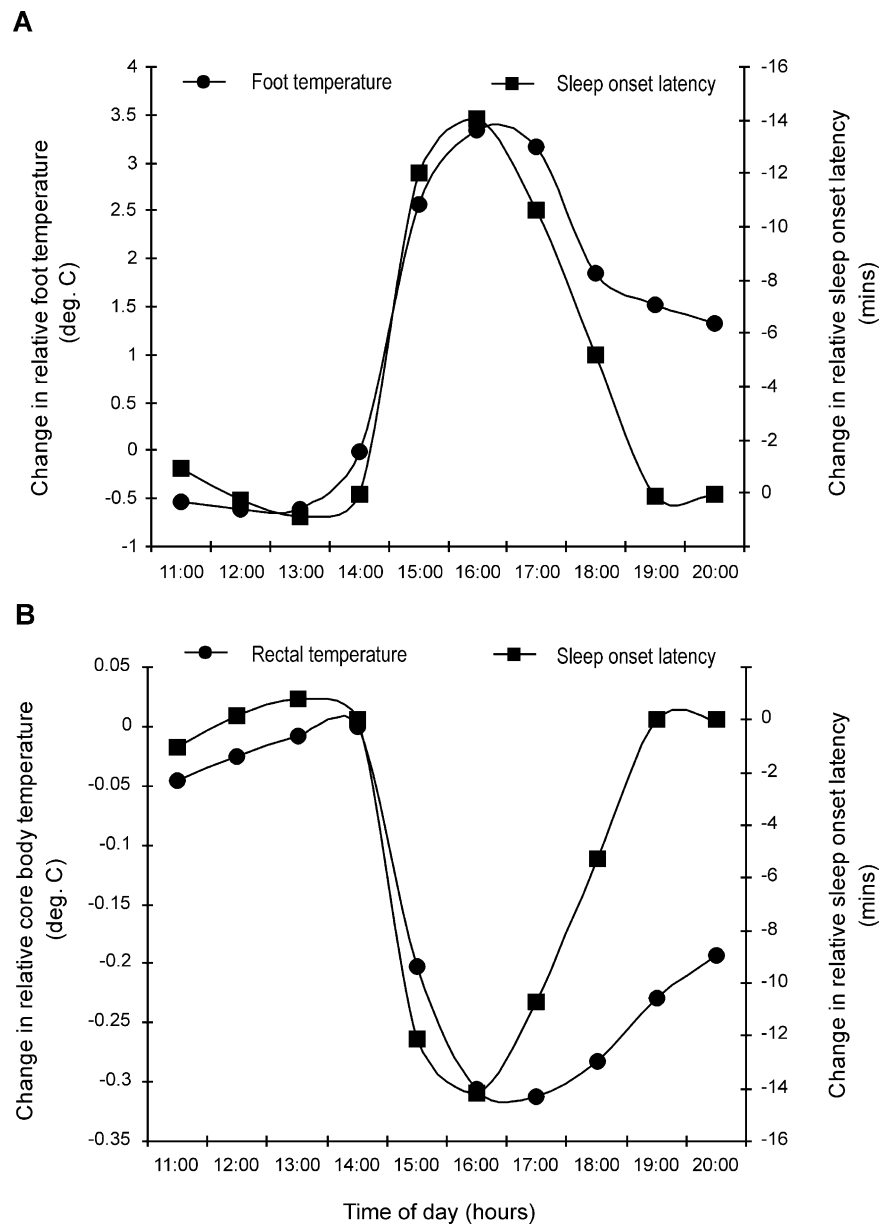 A
Foot temperature
Sleep onset latency
Change in relative foot temperature
(deg. C)
4
3.5
3
2.5
2
1.5
1
0.5
0
-0.5
-1
-16
-14
-12
-10
-8
-6
-4
-2
0
Change in relative sleep onset latency
(mins)
11:00 12:00 13:00 14:00 15:00 16:00 17:00 18:00 19:00 20:00
B
Rectal temperature
Sleep onset latency
Change in relative core body temperature
(deg. C)
0.05
0
-0.05
-0.1
-0.15
-0.2
-0.25
-0.3
-0.35
0
-2
-4
-6
-8
-10
-12
-14
-16
Change in relative sleep onset latency
(mins)
11:00 12:00 13:00 14:00 15:00 16:00 17:00 18:00 19:00 20:00
Time of day (hours)